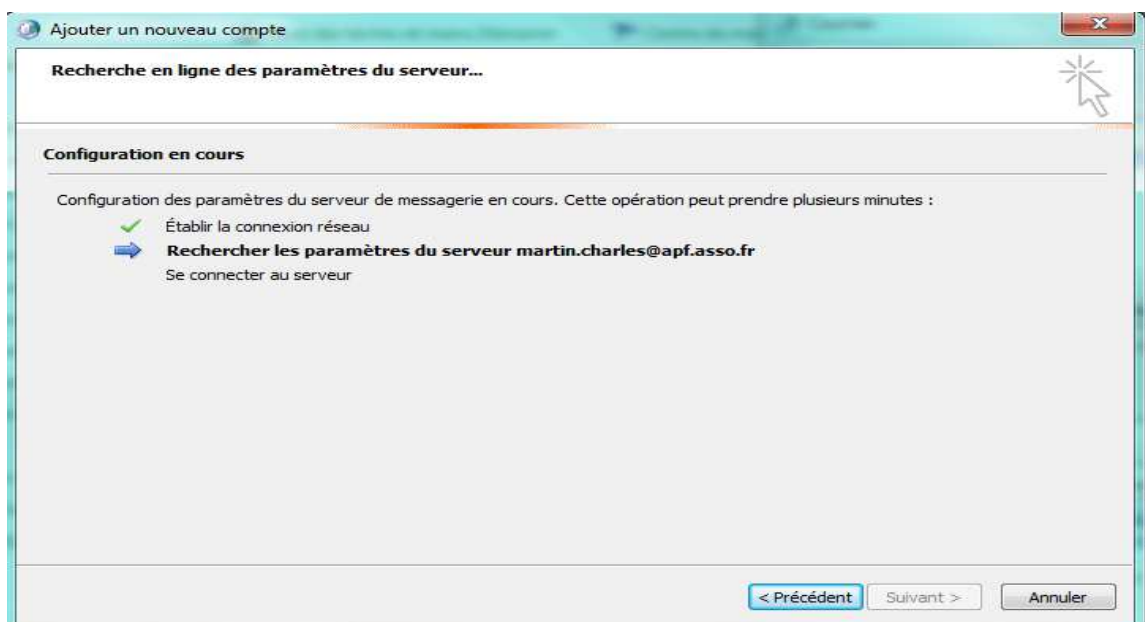 Ajouter un nouveau compte
Recherche en ligne des paramètres du serveur...
Configuration en cours
Configuration des paramètres du serveur de messagerie en cours. Cette opération peut prendre plusieurs minutes :
Établir la connexion réseau
Rechercher les paramètres du serveur martin.charles@apf.asso.fr
Se connecter au serveur
< Précédent
Suivant >
Annuler